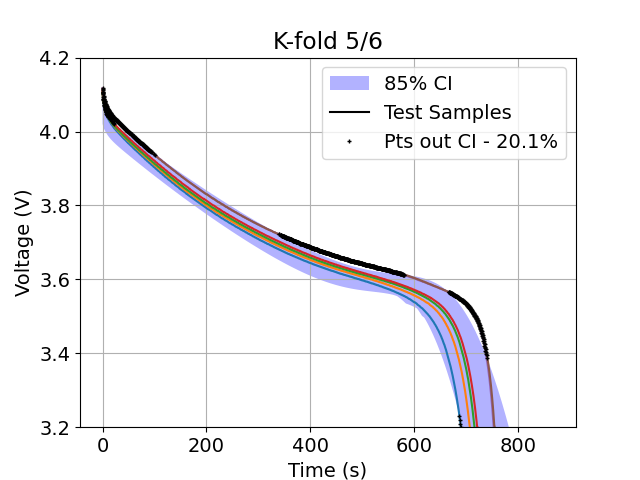 K-fold 5/6
85% CI
Test Samples
Pts out CI - 20.1%
4.2
4.0
3.8
3.6
3.4
3.2
Voltage (V)
0 200 400 600 800
Time (s)